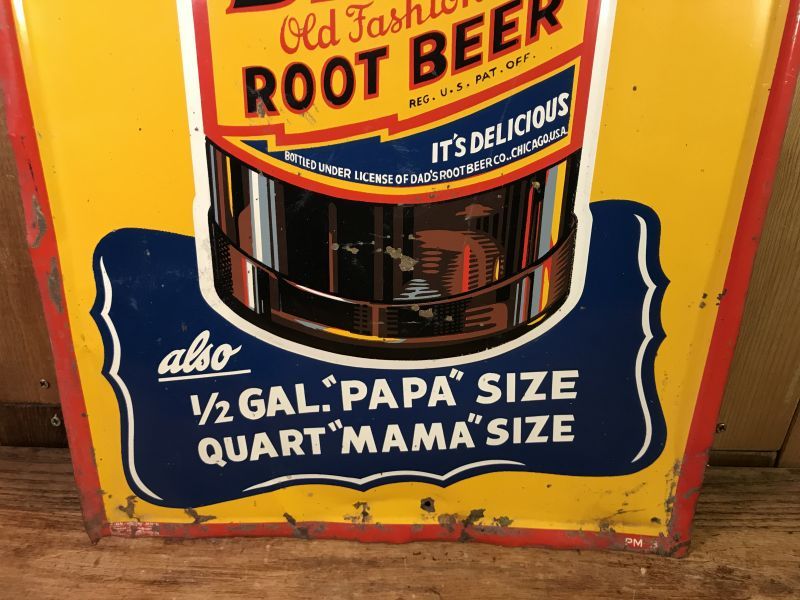 Old Fashion
ROOT BEER
REG. U.S. PAT. OFF.
IT'S DELICIOUS
BOTTLED UNDER LICENSE OF DAD'S ROOT BEER CO., CHICAGO, U.S.A.
also
1/2 GAL. "PAPA" SIZE
QUART "MAMA" SIZE
PM